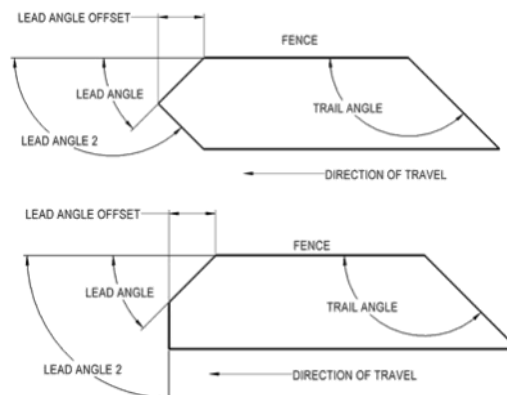 LEAD ANGLE OFFSET
FENCE
LEAD ANGLE
TRAIL ANGLE
LEAD ANGLE 2
DIRECTION OF TRAVEL
LEAD ANGLE OFFSET
FENCE
LEAD ANGLE
TRAIL ANGLE
LEAD ANGLE 2
DIRECTION OF TRAVEL